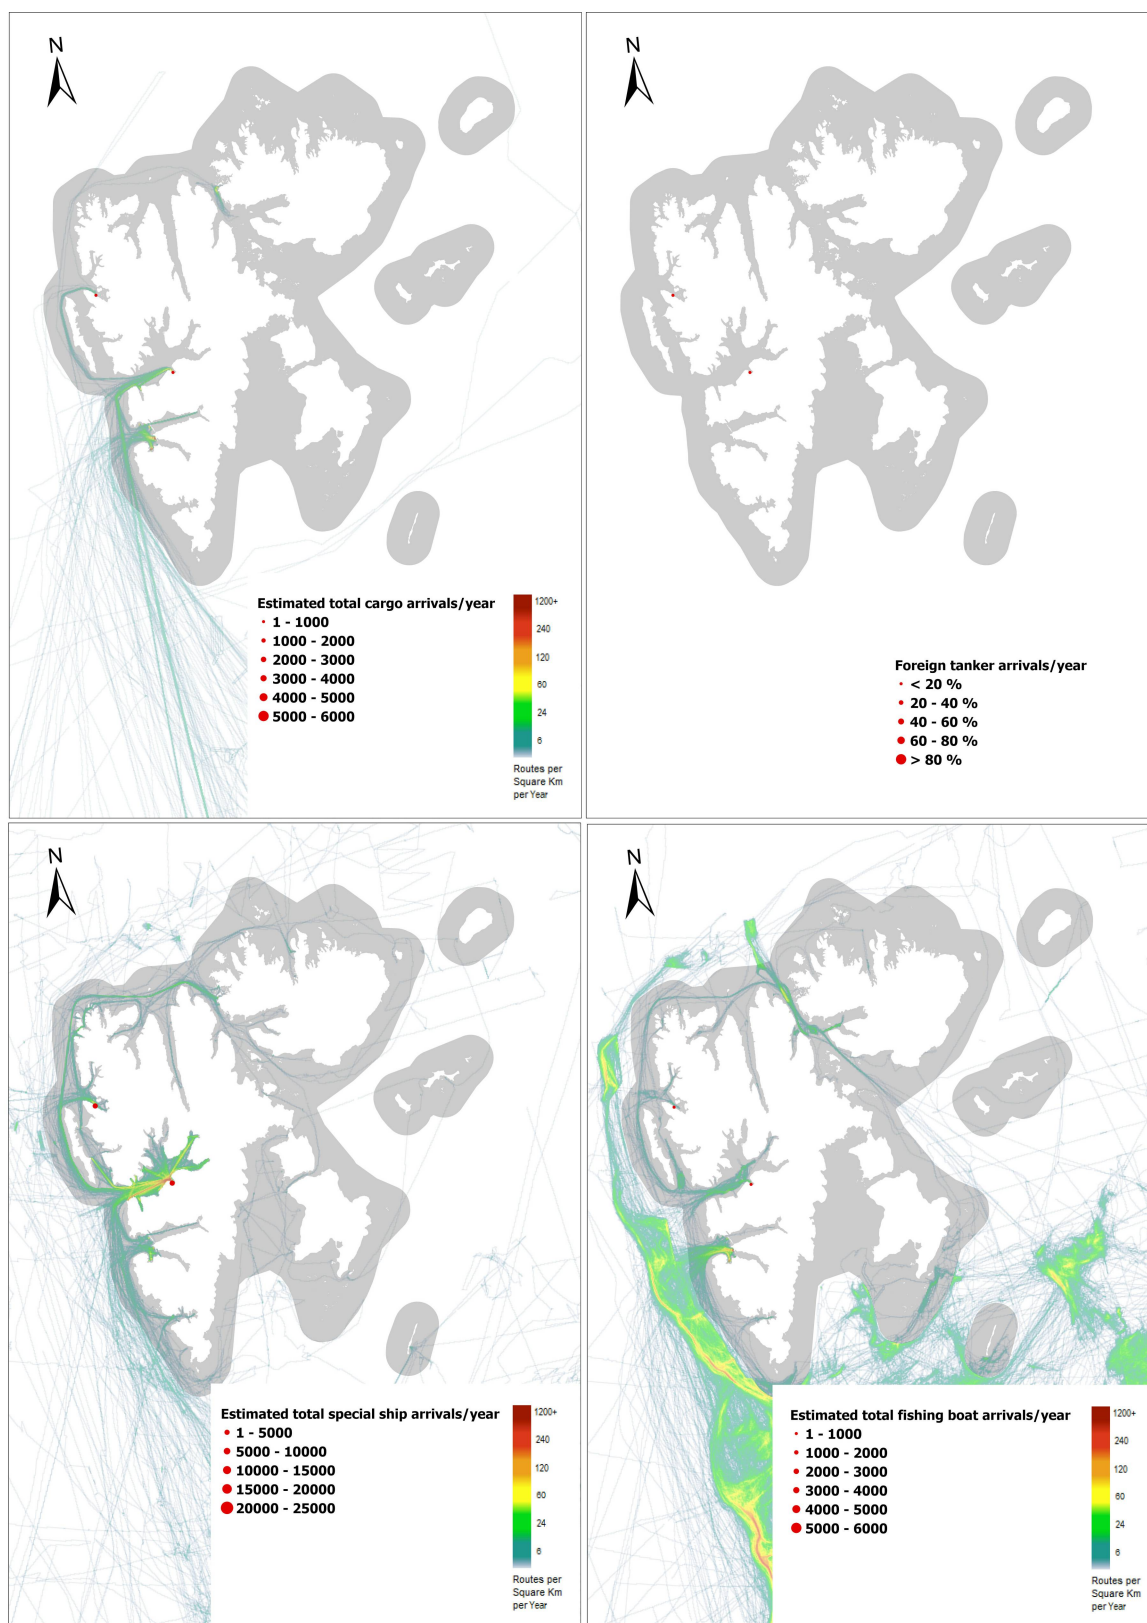 N
Estimated total cargo arrivals/year
1 - 1000
1000 - 2000
2000 - 3000
3000 - 4000
4000 - 5000
5000 - 6000
1200+
240
120
60
24
6
Routes per
Square Km
per Year
N
Foreign tanker arrivals/year
< 20 %
20 - 40 %
40 - 60 %
60 - 80 %
> 80 %
N
Estimated total special ship arrivals/year
1 - 5000
5000 - 10000
10000 - 15000
15000 - 20000
20000 - 25000
1200+
240
120
60
24
6
Routes per
Square Km
per Year
N
Estimated total fishing boat arrivals/year
1 - 1000
1000 - 2000
2000 - 3000
3000 - 4000
4000 - 5000
5000 - 6000
1200+
240
120
60
24
6
Routes per
Square Km
per Year